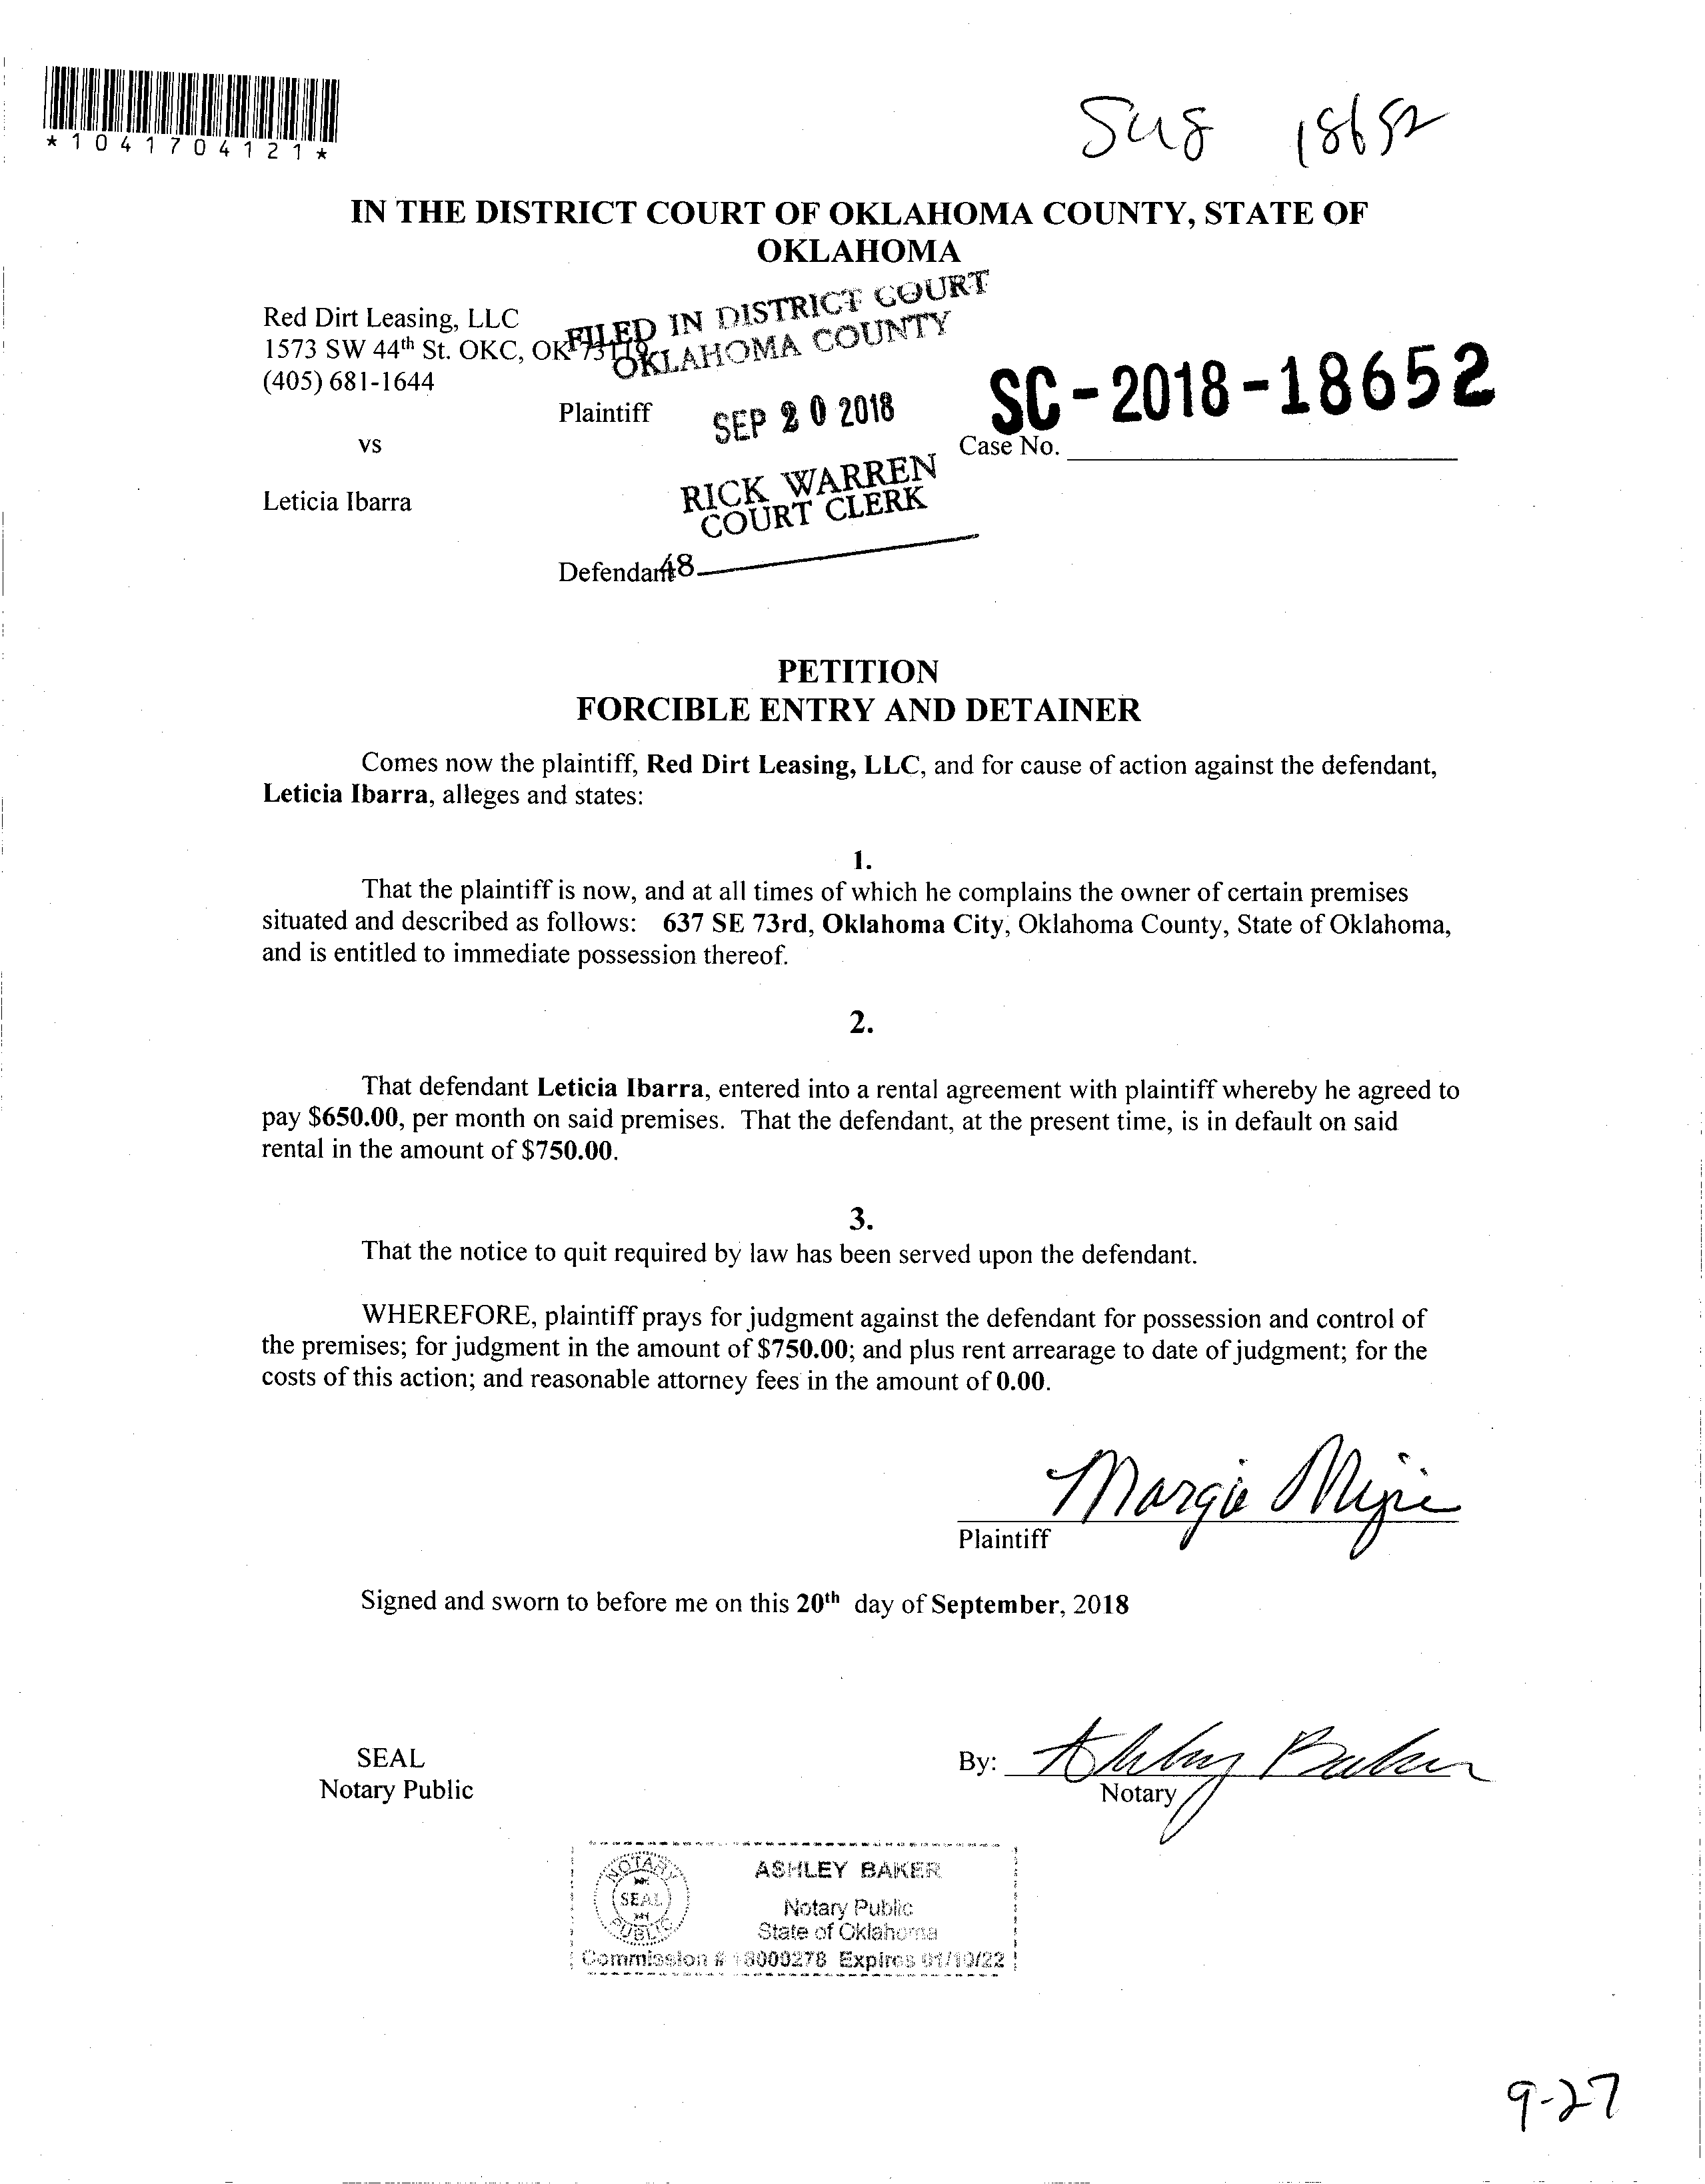 *1041704121*
18652
IN THE DISTRICT COURT OF OKLAHOMA COUNTY, STATE OF
OKLAHOMA
Red Dirt Leasing, LLC
1573 SW 44th St. OKC, OK 73119
(405) 681-1644
Plaintiff
FILED IN DISTRICT COURT
OKLAHOMA COUNTY
SEP 20 2018
RICK WARREN
COURT CLERK
48
SC-2018-18652
Case No.
vs
Leticia Ibarra
Defendant
PETITION
FORCIBLE ENTRY AND DETAINER
Comes now the plaintiff, Red Dirt Leasing, LLC, and for cause of action against the defendant,
Leticia Ibarra, alleges and states:
1.
That the plaintiff is now, and at all times of which he complains the owner of certain premises
situated and described as follows: 637 SE 73rd, Oklahoma City, Oklahoma County, State of Oklahoma,
and is entitled to immediate possession thereof.
2.
That defendant Leticia Ibarra, entered into a rental agreement with plaintiff whereby he agreed to
pay $650.00, per month on said premises. That the defendant, at the present time, is in default on said
rental in the amount of $750.00.
3.
That the notice to quit required by law has been served upon the defendant.
WHEREFORE, plaintiff prays for judgment against the defendant for possession and control of
the premises; for judgment in the amount of $750.00; and plus rent arrearage to date of judgment; for the
costs of this action; and reasonable attorney fees in the amount of 0.00.
Margie
Plaintiff
Signed and sworn to before me on this 20th day of September, 2018
SEAL
Notary Public
By: Ashley Baker
Notary
NOTARY
SEAL
PUBLIC
ASHLEY BAKER
Notary Public
State of Oklahoma
Commission # 18000278 Expires 01/10/22
9-27